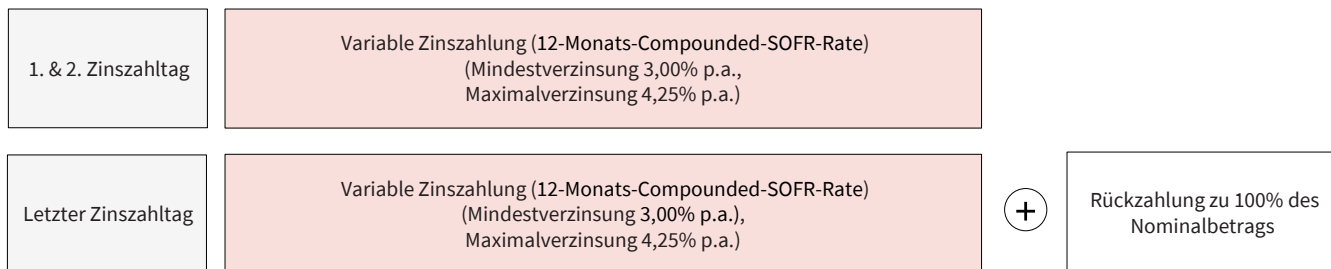 1. & 2. Zinszahltag
Variable Zinszahlung (12-Monats-Compounded-SOFR-Rate)
(Mindestverzinsung 3,00% p.a.,
Maximalverzinsung 4,25% p.a.)
Letzter Zinszahltag
Variable Zinszahlung (12-Monats-Compounded-SOFR-Rate)
(Mindestverzinsung 3,00% p.a.),
Maximalverzinsung 4,25% p.a.)
+
Rückzahlung zu 100% des
Nominalbetrags